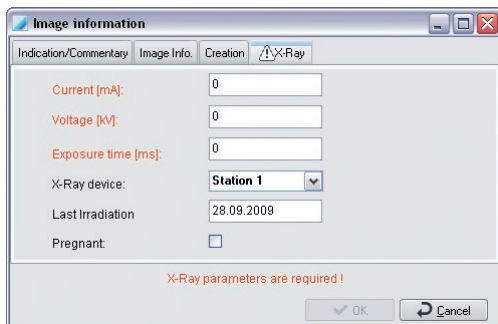 Image information
Indication/Commentary Image Info. Creation X-Ray
Current [mA]: 0
Voltage [kV]: 0
Exposure time [ms]: 0
X-Ray device: Station 1
Last Irradiation 28.09.2009
Pregnant:
X-Ray parameters are required !
OK Cancel